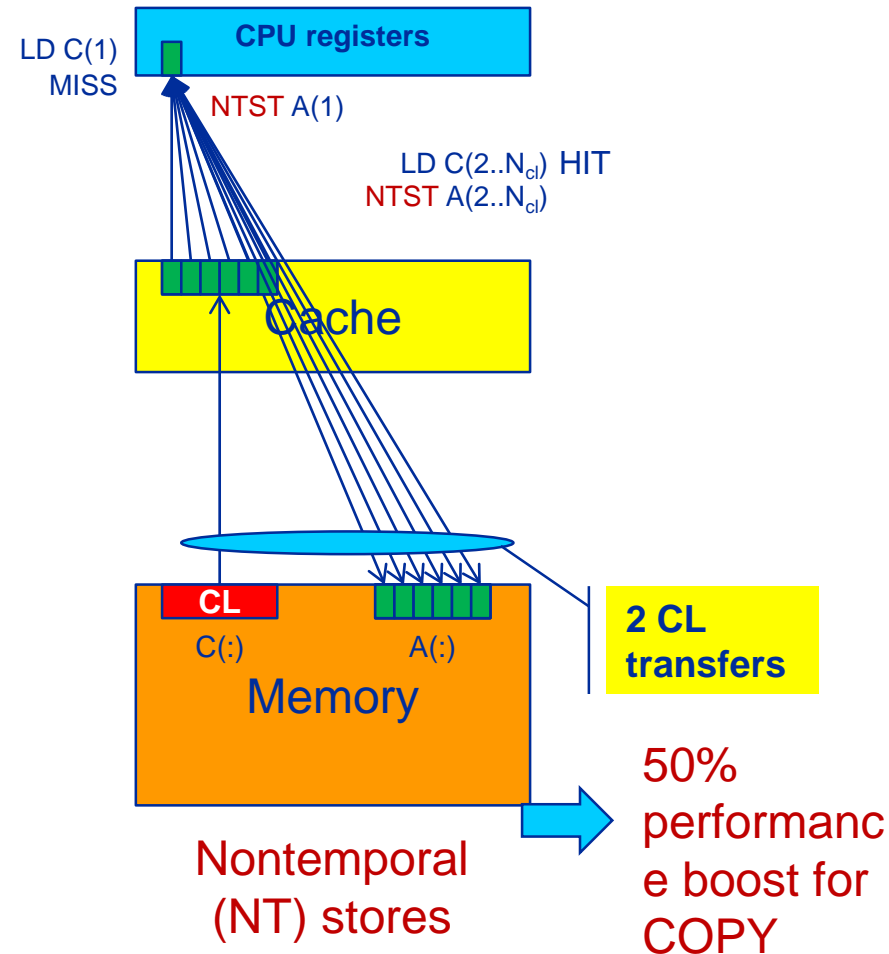 CPU registers
LD C(1)
MISS
NTST A(1)
LD C(2..Ncl) HIT
NTST A(2..Ncl)
Cache
CL
C(:)
A(:)
Memory
2 CL
transfers
Nontemporal
(NT) stores
50%
performanc
e boost for
COPY